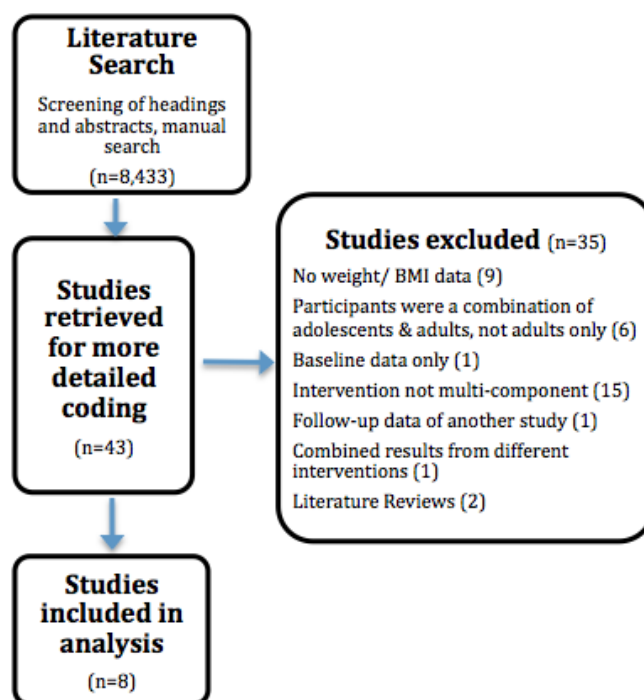 Literature
Search
Screening of headings
and abstracts, manual
search
(n=8,433)
Studies
retrieved
for more
detailed
coding
(n=43)
Studies excluded (n=35)
No weight/ BMI data (9)
Participants were a combination of
adolescents & adults, not adults only (6)
Baseline data only (1)
Intervention not multi-component (15)
Follow-up data of another study (1)
Combined results from different
interventions (1)
Literature Reviews (2)
Studies
included in
analysis
(n=8)